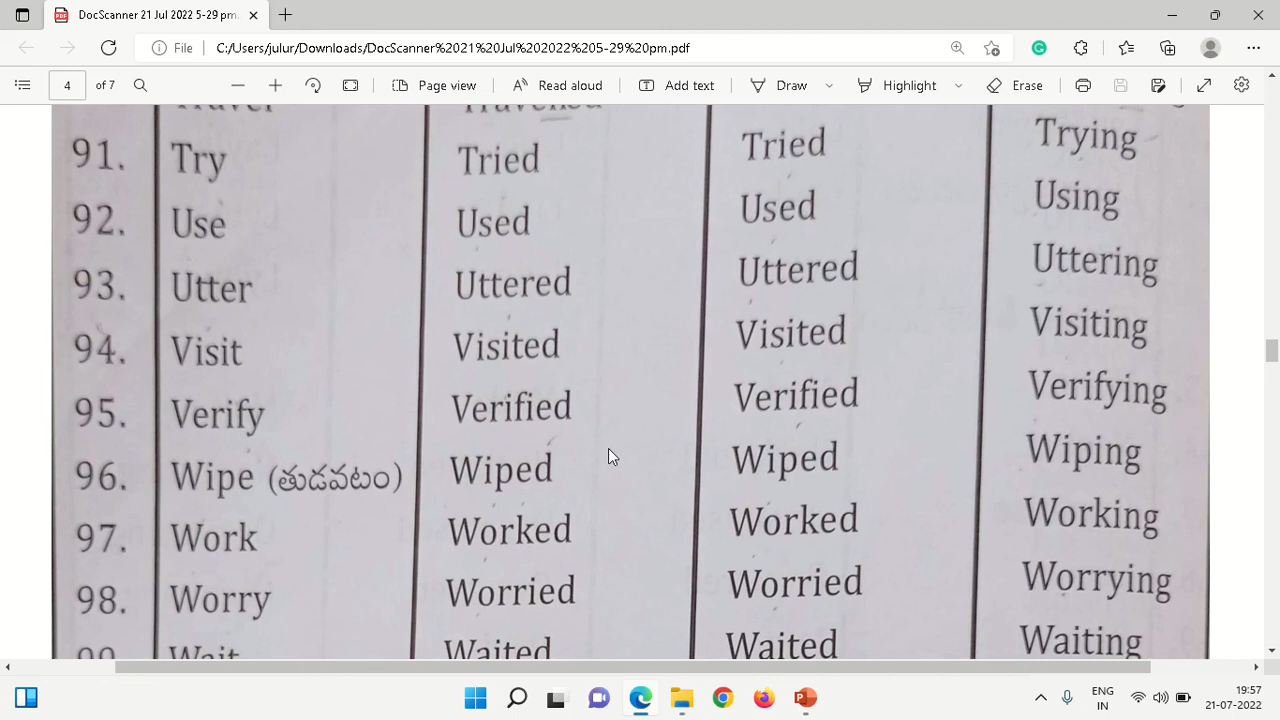 DocScanner 21 Jul 2022 5-29 pm.
File
C:/Users/julur/Downloads/DocScanner%2021%20Jul%202022%205-29%20pm.pdf
4 of 7 Page view Read aloud Add text Draw Highlight Erase
Travel Travelled
91. Try Tried Tried Trying
92. Use Used Used Using
93. Utter Uttered Uttered Uttering
94. Visit Visited Visited Visiting
95. Verify Verified Verified Verifying
96. Wipe (తుడవటం) Wiped Wiped Wiping
97. Work Worked Worked Working
98. Worry Worried Worried Worrying
99. Wait Waited Waited Waiting
ENG
IN
19:57
21-07-2022